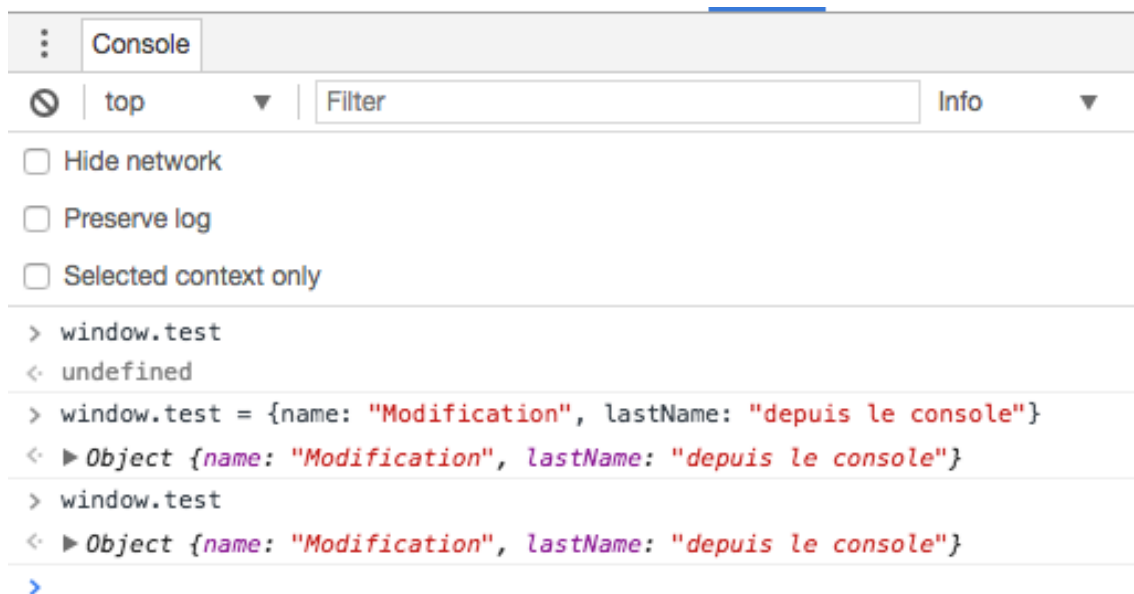 Console
top Filter Info
Hide network
Preserve log
Selected context only
> window.test
undefined
> window.test = {name: "Modification", lastName: "depuis le console"}
Object {name: "Modification", lastName: "depuis le console"}
> window.test
Object {name: "Modification", lastName: "depuis le console"}
>